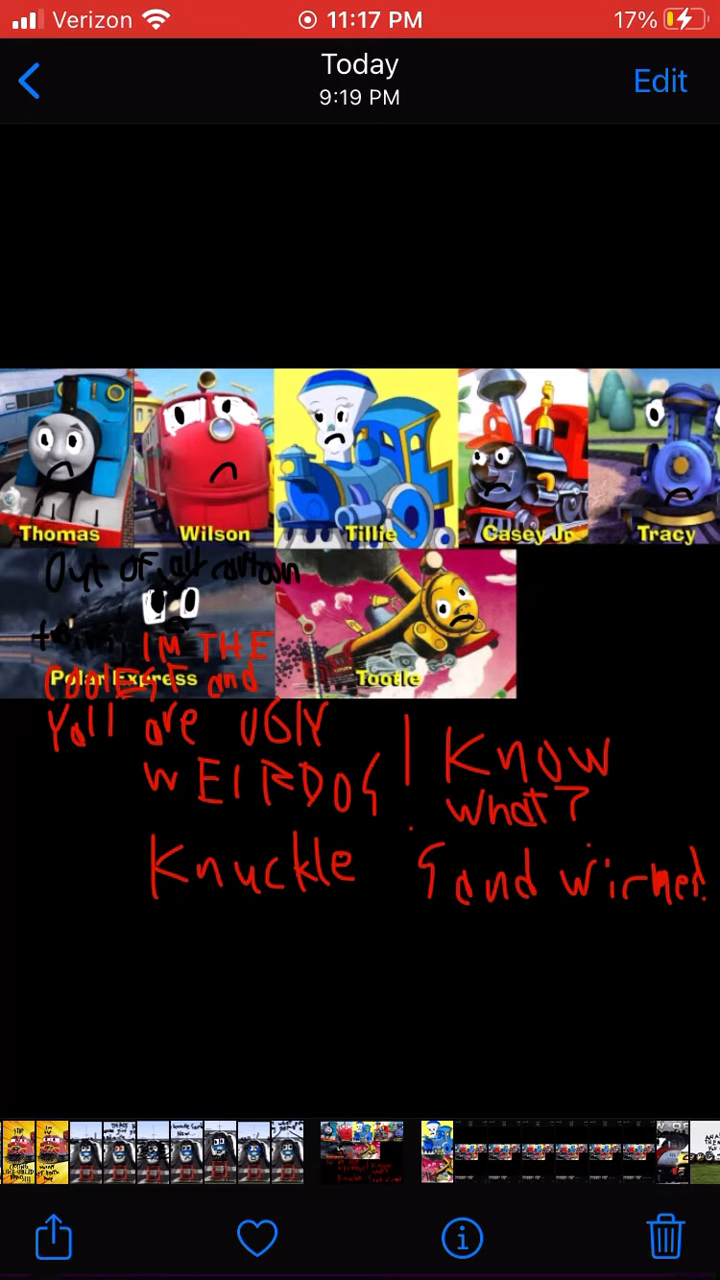 Verizon 11:17 PM 17%
Today
9:19 PM
Edit
Thomas Wilson Tillie Casey Jr. Tracy
Out of all cartoon
IM THE
Polar Express Tootle
COOLEST and
Yall are UGLY
WEIRDOS! Know
what?
Knuckle Sand